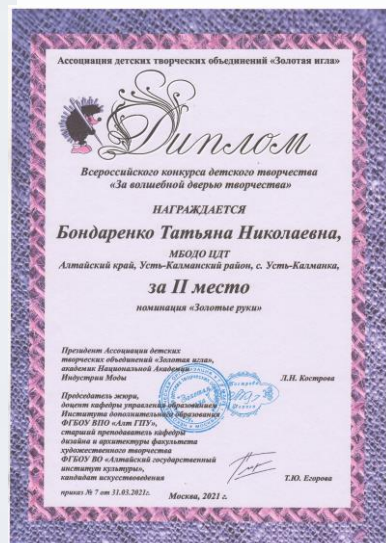 Ассоциация детских творческих объединений «Золотая игла»
Диплом
Всероссийского конкурса детского творчества
«За волшебной дверью творчества»
НАГРАЖДАЕТСЯ
Бондаренко Татьяна Николаевна,
МБОДО ЦДТ
Алтайский край, Усть-Калманский район, с. Усть-Калманка,
за II место
номинация «Золотые руки»
Президент Ассоциации детских
творческих объединений «Золотая игла»,
академик Национальной Академии
Индустрии Моды
Л.Н. Кострова
Председатель жюри,
доцент кафедры управления образованием
Института дополнительного образования
ФГБОУ ВПО «Алт ГПУ»,
старший преподаватель кафедры
дизайна и архитектуры факультета
художественного творчества
ФГБОУ ВО «Алтайский государственный
институт культуры»,
кандидат искусствоведения
Т.Ю. Егорова
приказ № 7 от 31.03.2021г.
Москва, 2021 г.